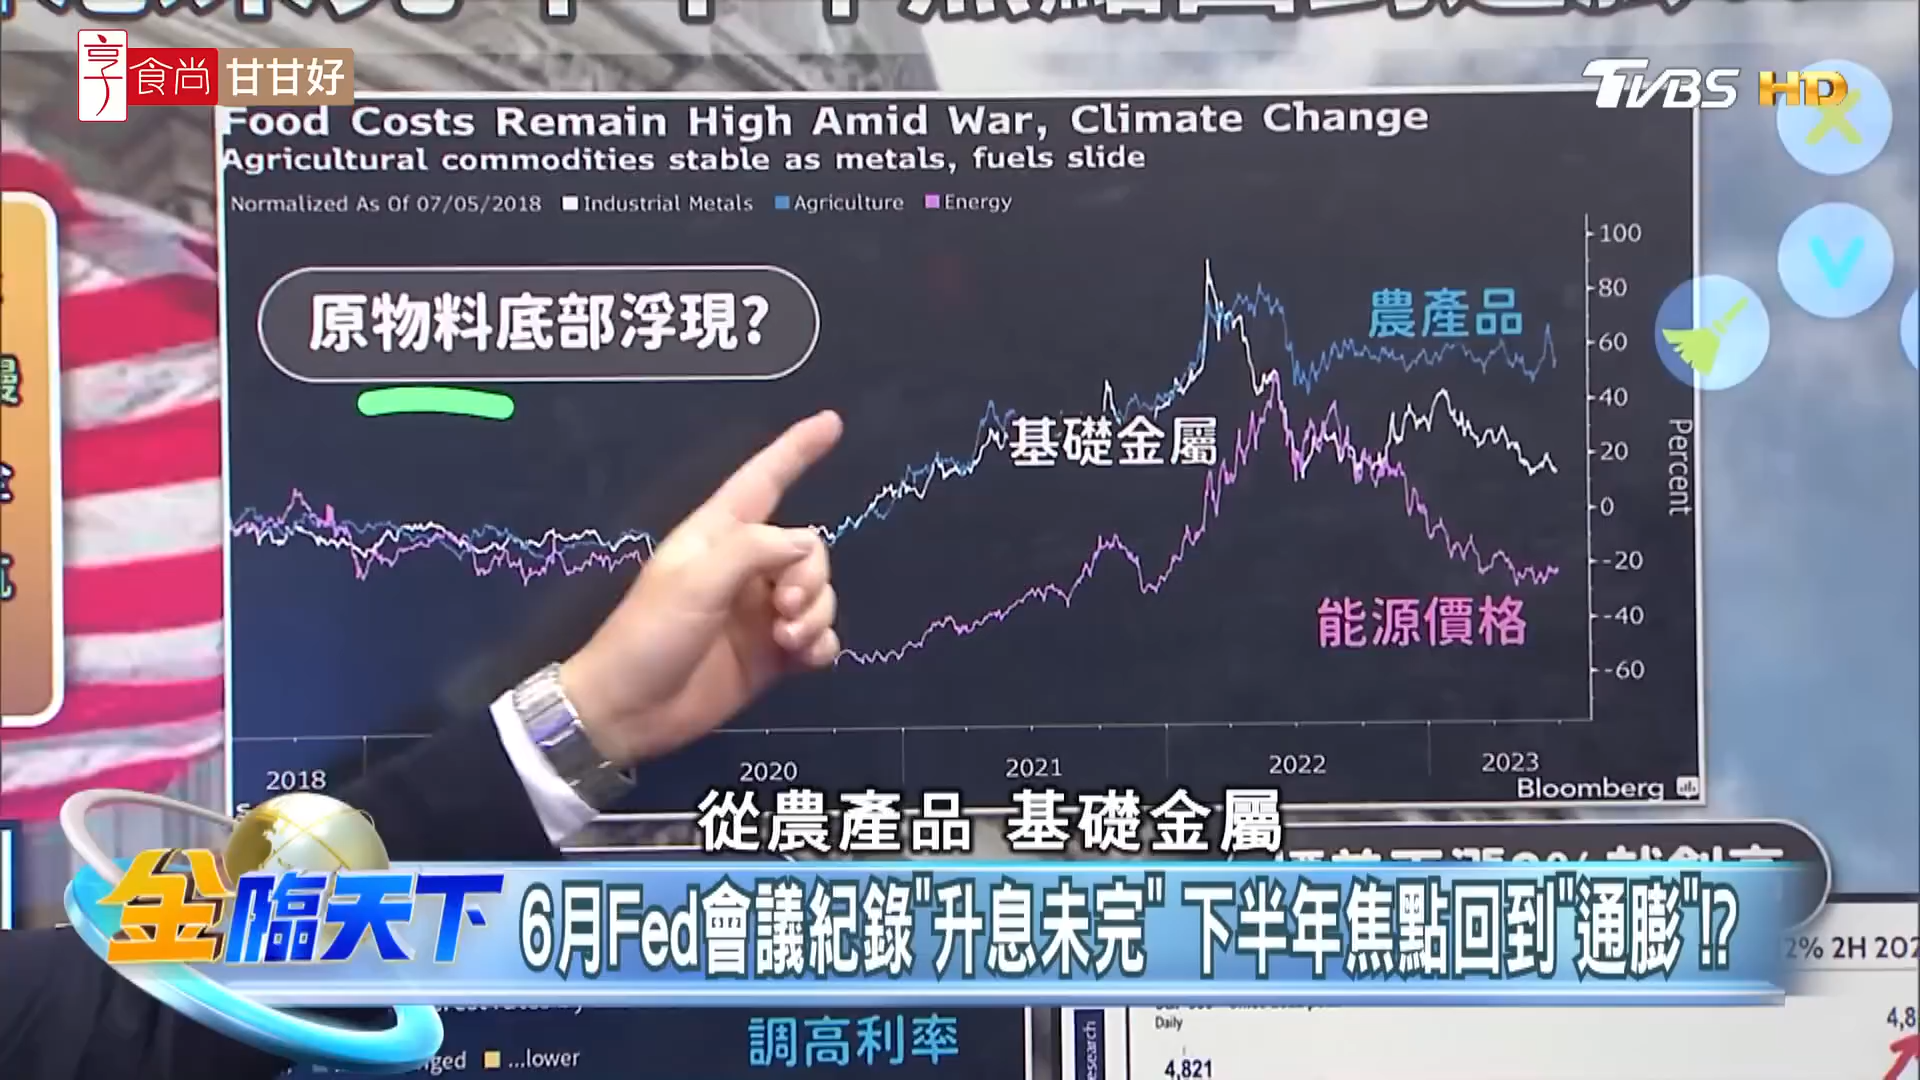 享 食尚 甘甘好
TVBS HD
Food Costs Remain High Amid War, Climate Change
Agricultural commodities stable as metals, fuels slide
Normalized As Of 07/05/2018 Industrial Metals Agriculture Energy
原物料底部浮現?
農產品
基礎金屬
能源價格
100
80
60
40
20
0
-20
-40
-60
Percent
2018 2020 2021 2022 2023
Bloomberg
從農產品 基礎金屬
金臨天下
6月Fed會議紀錄"升息未完" 下半年焦點回到"通膨"!?
2% 2H 202
調高利率
...lower
Daily
4,821
4,8